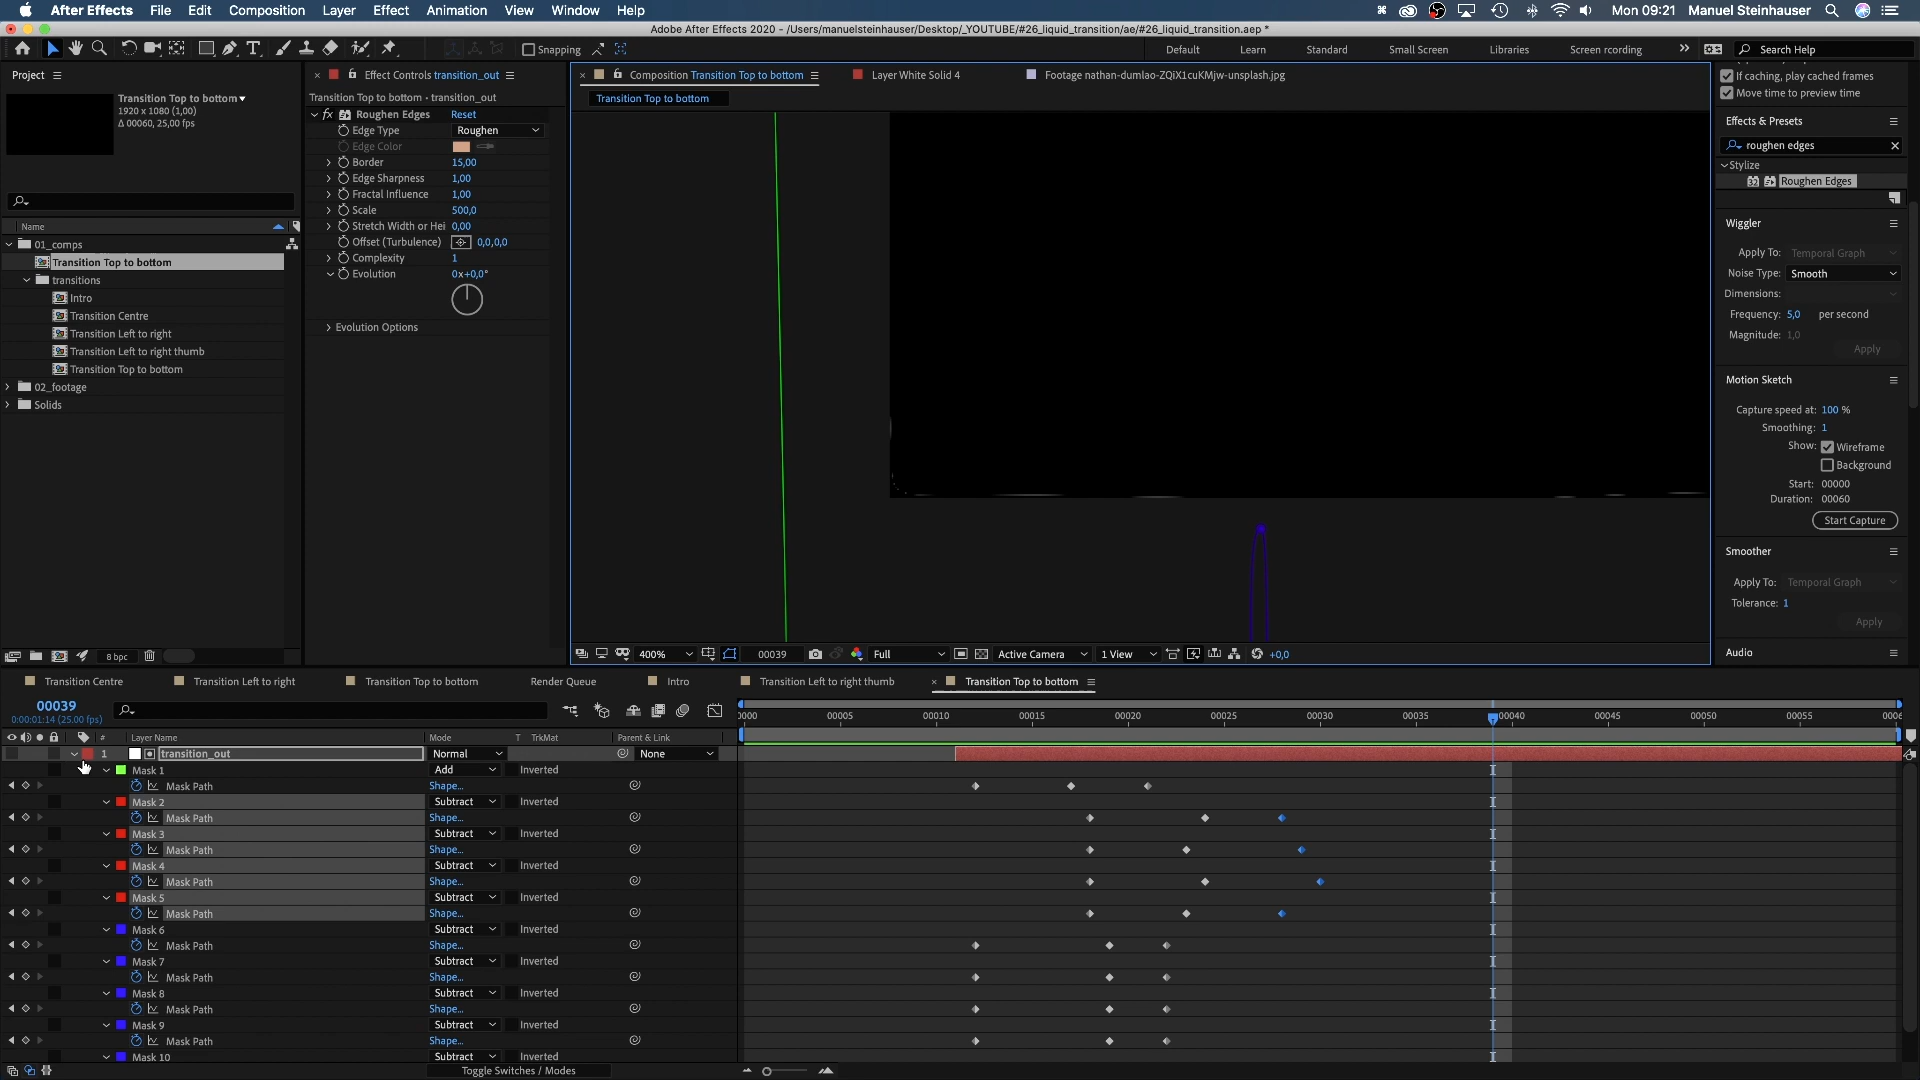 After Effects File Edit Composition Layer Effect Animation View Window Help Mon 09:21 Manuel Steinhauser
Adobe After Effects 2020 - /Users/manuelsteinhauser/Desktop/_YOUTUBE/#26_liquid_transition/ae/#26_liquid_transition.aep *
Snapping Default Learn Standard Small Screen Libraries Screen rcording Search Help
Project
Transition Top to bottom
1920 x 1080 (1,00)
Δ 00060, 25,00 fps
Name
01_comps
Transition Top to bottom
transitions
Intro
Transition Centre
Transition Left to right
Transition Left to right thumb
Transition Top to bottom
02_footage
Solids
8 bpc
Effect Controls transition_out
Transition Top to bottom • transition_out
fx Roughen Edges Reset
Edge Type Roughen
Edge Color
Border 15,00
Edge Sharpness 1,00
Fractal Influence 1,00
Scale 500,0
Stretch Width or Hei 0,00
Offset (Turbulence) 0,0,0,0
Complexity 1
Evolution 0x+0,0°
Evolution Options
Composition Transition Top to bottom
Layer White Solid 4
Footage nathan-dumlao-ZQiX1cuKMjw-unsplash.jpg
Transition Top to bottom
400% 00039 Full Active Camera 1 View +0,0
If caching, play cached frames
Move time to preview time
Effects & Presets
roughen edges
Stylize
32 Roughen Edges
Wiggler
Apply To: Temporal Graph
Noise Type: Smooth
Dimensions:
Frequency: 5,0 per second
Magnitude: 1,0
Apply
Motion Sketch
Capture speed at: 100 %
Smoothing: 1
Show: Wireframe
Background
Start: 00000
Duration: 00060
Start Capture
Smoother
Apply To: Temporal Graph
Tolerance: 1
Apply
Audio
Transition Centre Transition Left to right Transition Top to bottom Render Queue Intro Transition Left to right thumb Transition Top to bottom
00039
0:00:01:14 (25.00 fps)
0000 00005 00010 00015 00020 00025 00030 00035 00040 00045 00050 00055 0006
# Layer Name Mode T TrkMat Parent & Link
1 transition_out Normal None
Mask 1 Add Inverted
Mask Path Shape...
Mask 2 Subtract Inverted
Mask Path Shape...
Mask 3 Subtract Inverted
Mask Path Shape...
Mask 4 Subtract Inverted
Mask Path Shape...
Mask 5 Subtract Inverted
Mask Path Shape...
Mask 6 Subtract Inverted
Mask Path Shape...
Mask 7 Subtract Inverted
Mask Path Shape...
Mask 8 Subtract Inverted
Mask Path Shape...
Mask 9 Subtract Inverted
Mask Path Shape...
Mask 10 Subtract Inverted
Toggle Switches / Modes